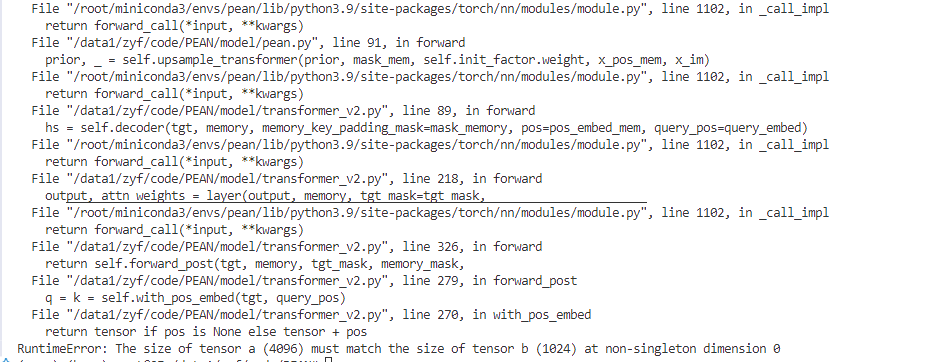 File "/root/miniconda3/envs/pean/lib/python3.9/site-packages/torch/nn/modules/module.py", line 1102, in _call_impl
return forward_call(*input, **kwargs)
File "/data1/zyf/code/PEAN/model/pean.py", line 91, in forward
prior, _ = self.upsample_transformer(prior, mask_mem, self.init_factor.weight, x_pos_mem, x_im)
File "/root/miniconda3/envs/pean/lib/python3.9/site-packages/torch/nn/modules/module.py", line 1102, in _call_impl
return forward_call(*input, **kwargs)
File "/data1/zyf/code/PEAN/model/transformer_v2.py", line 89, in forward
hs = self.decoder(tgt, memory, memory_key_padding_mask=mask_memory, pos=pos_embed_mem, query_pos=query_embed)
File "/root/miniconda3/envs/pean/lib/python3.9/site-packages/torch/nn/modules/module.py", line 1102, in _call_impl
return forward_call(*input, **kwargs)
File "/data1/zyf/code/PEAN/model/transformer_v2.py", line 218, in forward
output, attn_weights = layer(output, memory, tgt_mask=tgt_mask,
File "/root/miniconda3/envs/pean/lib/python3.9/site-packages/torch/nn/modules/module.py", line 1102, in _call_impl
return forward_call(*input, **kwargs)
File "/data1/zyf/code/PEAN/model/transformer_v2.py", line 326, in forward
return self.forward_post(tgt, memory, tgt_mask, memory_mask,
File "/data1/zyf/code/PEAN/model/transformer_v2.py", line 279, in forward_post
q = k = self.with_pos_embed(tgt, query_pos)
File "/data1/zyf/code/PEAN/model/transformer_v2.py", line 270, in with_pos_embed
return tensor if pos is None else tensor + pos
RuntimeError: The size of tensor a (4096) must match the size of tensor b (1024) at non-singleton dimension 0